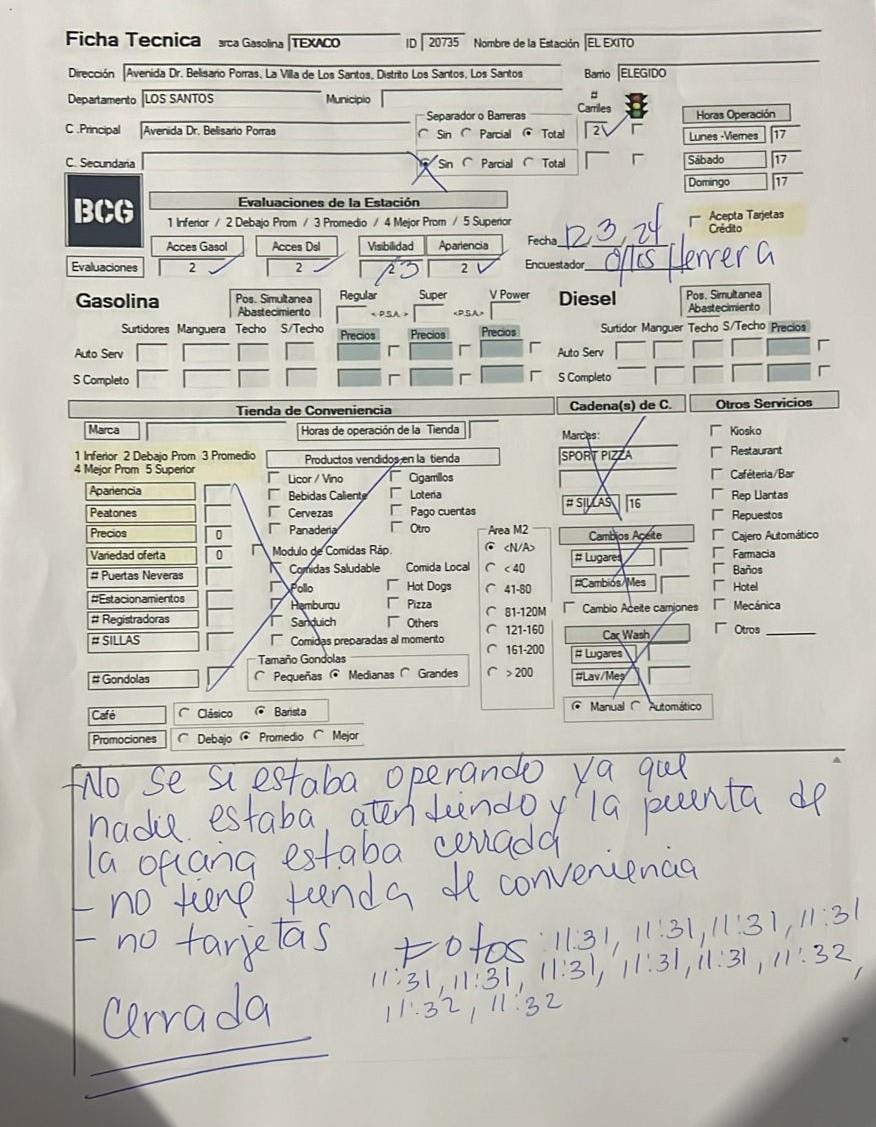 Ficha Tecnica arca Gasolina TEXACO ID 20735 Nombre de la Estación EL EXITO
Dirección Avenida Dr. Belisario Porras, La Villa de Los Santos, Distrito Los Santos, Los Santos Barrio ELEGIDO
Departamento LOS SANTOS Municipio # Carriles
Separador o Barreras Horas Operación
C .Principal Avenida Dr. Belisario Porras Sin Parcial Total 2 Lunes -Viernes 17
C. Secundaria Sin Parcial Total Sábado 17
Domingo 17
BCG
Evaluaciones de la Estación
1 Inferior / 2 Debajo Prom / 3 Promedio / 4 Mejor Prom / 5 Superior
Acepta Tarjetas Crédito
Acces Gasol Acces Dsl Visibilidad Apariencia Fecha 12, 3, 24
Evaluaciones 2 2 2 3 2 Encuestador Herrera
Gasolina Pos. Simultanea Abastecimiento Regular <.P.S.A.> Super <.P.S.A.> V Power Diesel Pos. Simultanea Abastecimiento
Surtidores Manguera Techo S/Techo Precios Precios Precios Surtidor Manguer Techo S/Techo Precios
Auto Serv Auto Serv
S Completo S Completo
Tienda de Conveniencia Cadena(s) de C. Otros Servicios
Marca Horas de operación de la Tienda Marcas: Kiosko
1 Inferior 2 Debajo Prom 3 Promedio
4 Mejor Prom 5 Superior
Productos vendidos en la tienda SPORT PIZZA Restaurant
Licor / Vino Cigarrillos Caféteria/Bar
Apariencia Bebidas Caliente Loteria # SILLAS 16 Rep Llantas
Peatones Cervezas Pago cuentas Repuestos
Precios 0 Panaderia Otro Area M2 Cambios Aceite Cajero Automático
Variedad oferta 0 Modulo de Comidas Ráp. <N/A> # Lugares Farmacia
# Puertas Neveras Comidas Saludable Comida Local < 40 Baños
#Estacionamientos Pollo Hot Dogs 41-80 #Cambios/Mes Hotel
# Registradoras Hamburqu Pizza 81-120M Cambio Aceite camiones Mecánica
# SILLAS Sanduich Others 121-160 Car Wash Otros
Comidas preparadas al momento 161-200 # Lugares
# Gondolas Tamaño Gondolas > 200 #Lav/Mes
Pequeñas Medianas Grandes
Café Clásico Barista Manual Automático
Promociones Debajo Promedio Mejor
-No se si estaba operando ya que
nadie estaba atendiendo y la puerta de
la oficina estaba cerrada
- no tiene tienda de conveniencia
- no tarjetas Fotos 11:31, 11:31, 11:31, 11:31
11:31, 11:31, 11:31, 11:31, 11:31, 11:32,
11:32, 11:32
Cerrada